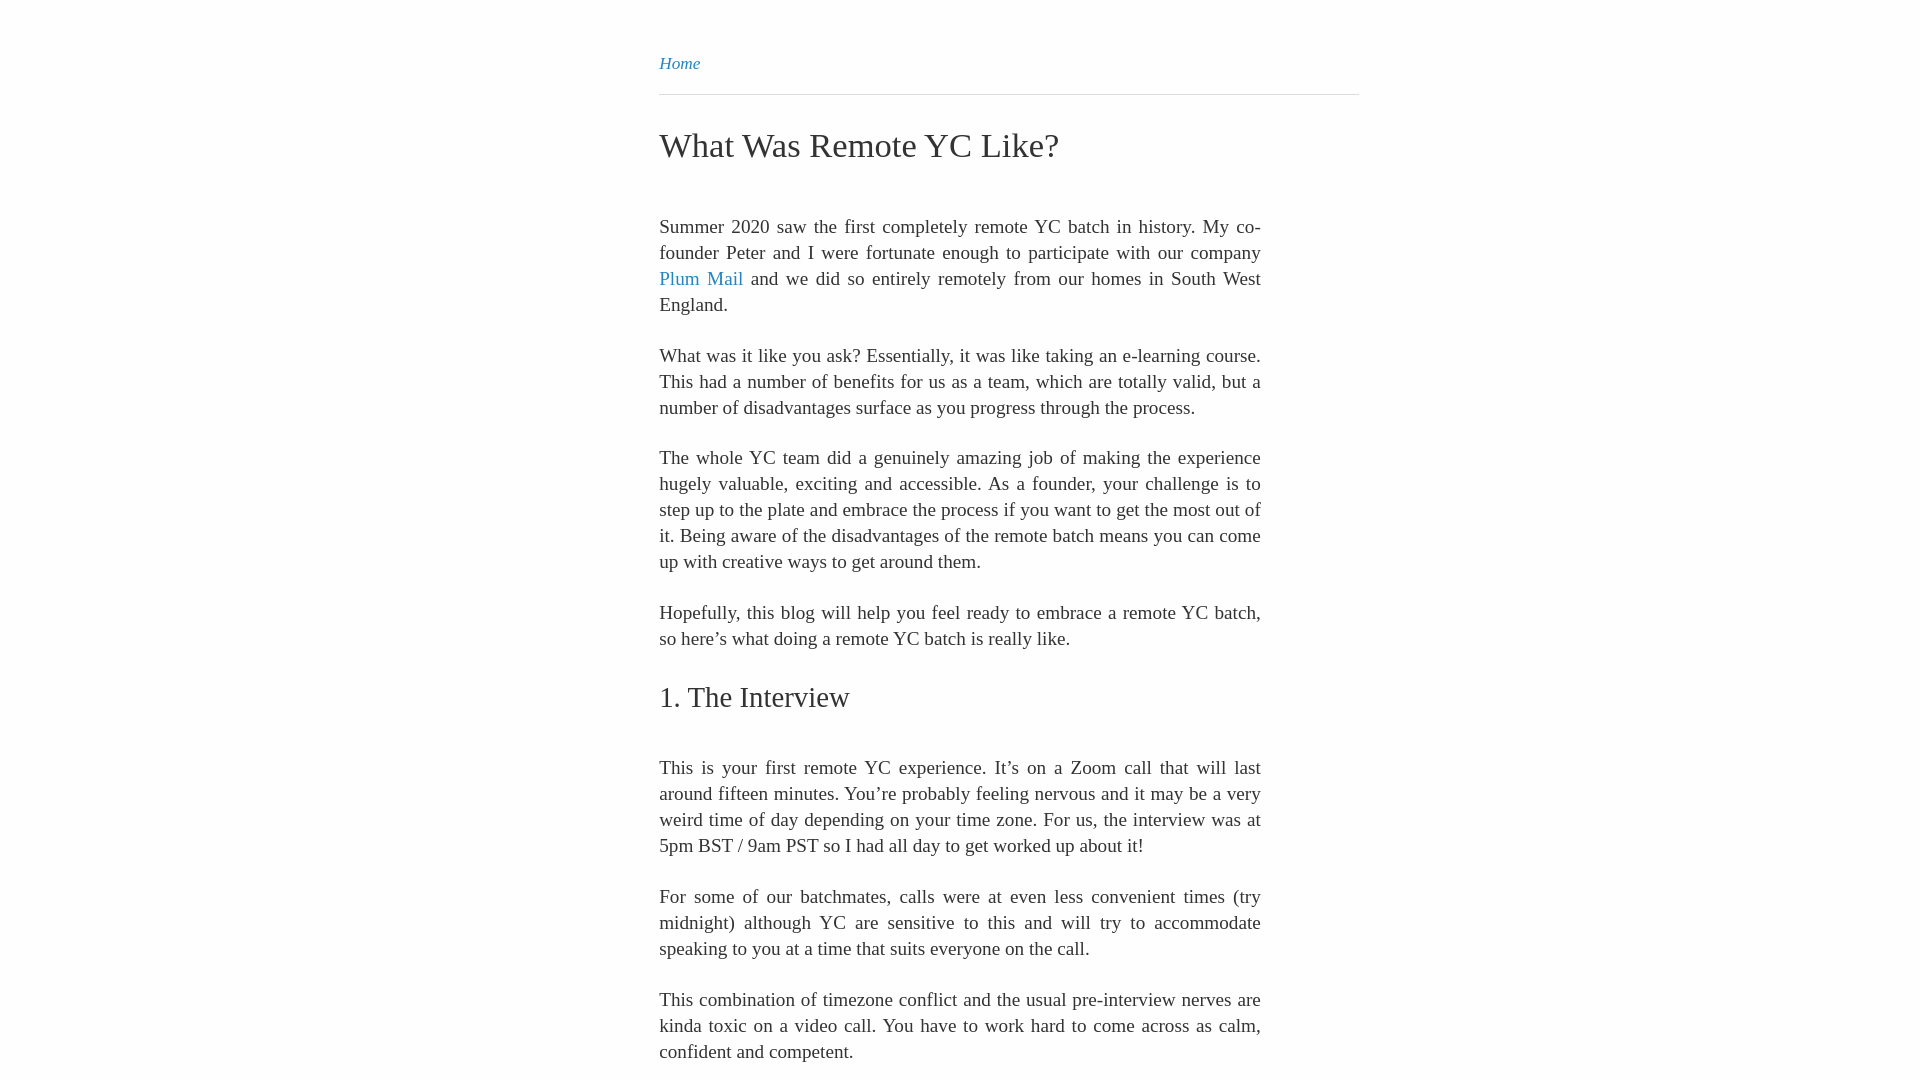 Home
What Was Remote YC Like?
Summer 2020 saw the first completely remote YC batch in history. My co-
founder Peter and I were fortunate enough to participate with our company
Plum Mail and we did so entirely remotely from our homes in South West
England.
What was it like you ask? Essentially, it was like taking an e-learning course.
This had a number of benefits for us as a team, which are totally valid, but a
number of disadvantages surface as you progress through the process.
The whole YC team did a genuinely amazing job of making the experience
hugely valuable, exciting and accessible. As a founder, your challenge is to
step up to the plate and embrace the process if you want to get the most out of
it. Being aware of the disadvantages of the remote batch means you can come
up with creative ways to get around them.
Hopefully, this blog will help you feel ready to embrace a remote YC batch,
so here’s what doing a remote YC batch is really like.
1. The Interview
This is your first remote YC experience. It’s on a Zoom call that will last
around fifteen minutes. You’re probably feeling nervous and it may be a very
weird time of day depending on your time zone. For us, the interview was at
5pm BST / 9am PST so I had all day to get worked up about it!
For some of our batchmates, calls were at even less convenient times (try
midnight) although YC are sensitive to this and will try to accommodate
speaking to you at a time that suits everyone on the call.
This combination of timezone conflict and the usual pre-interview nerves are
kinda toxic on a video call. You have to work hard to come across as calm,
confident and competent.